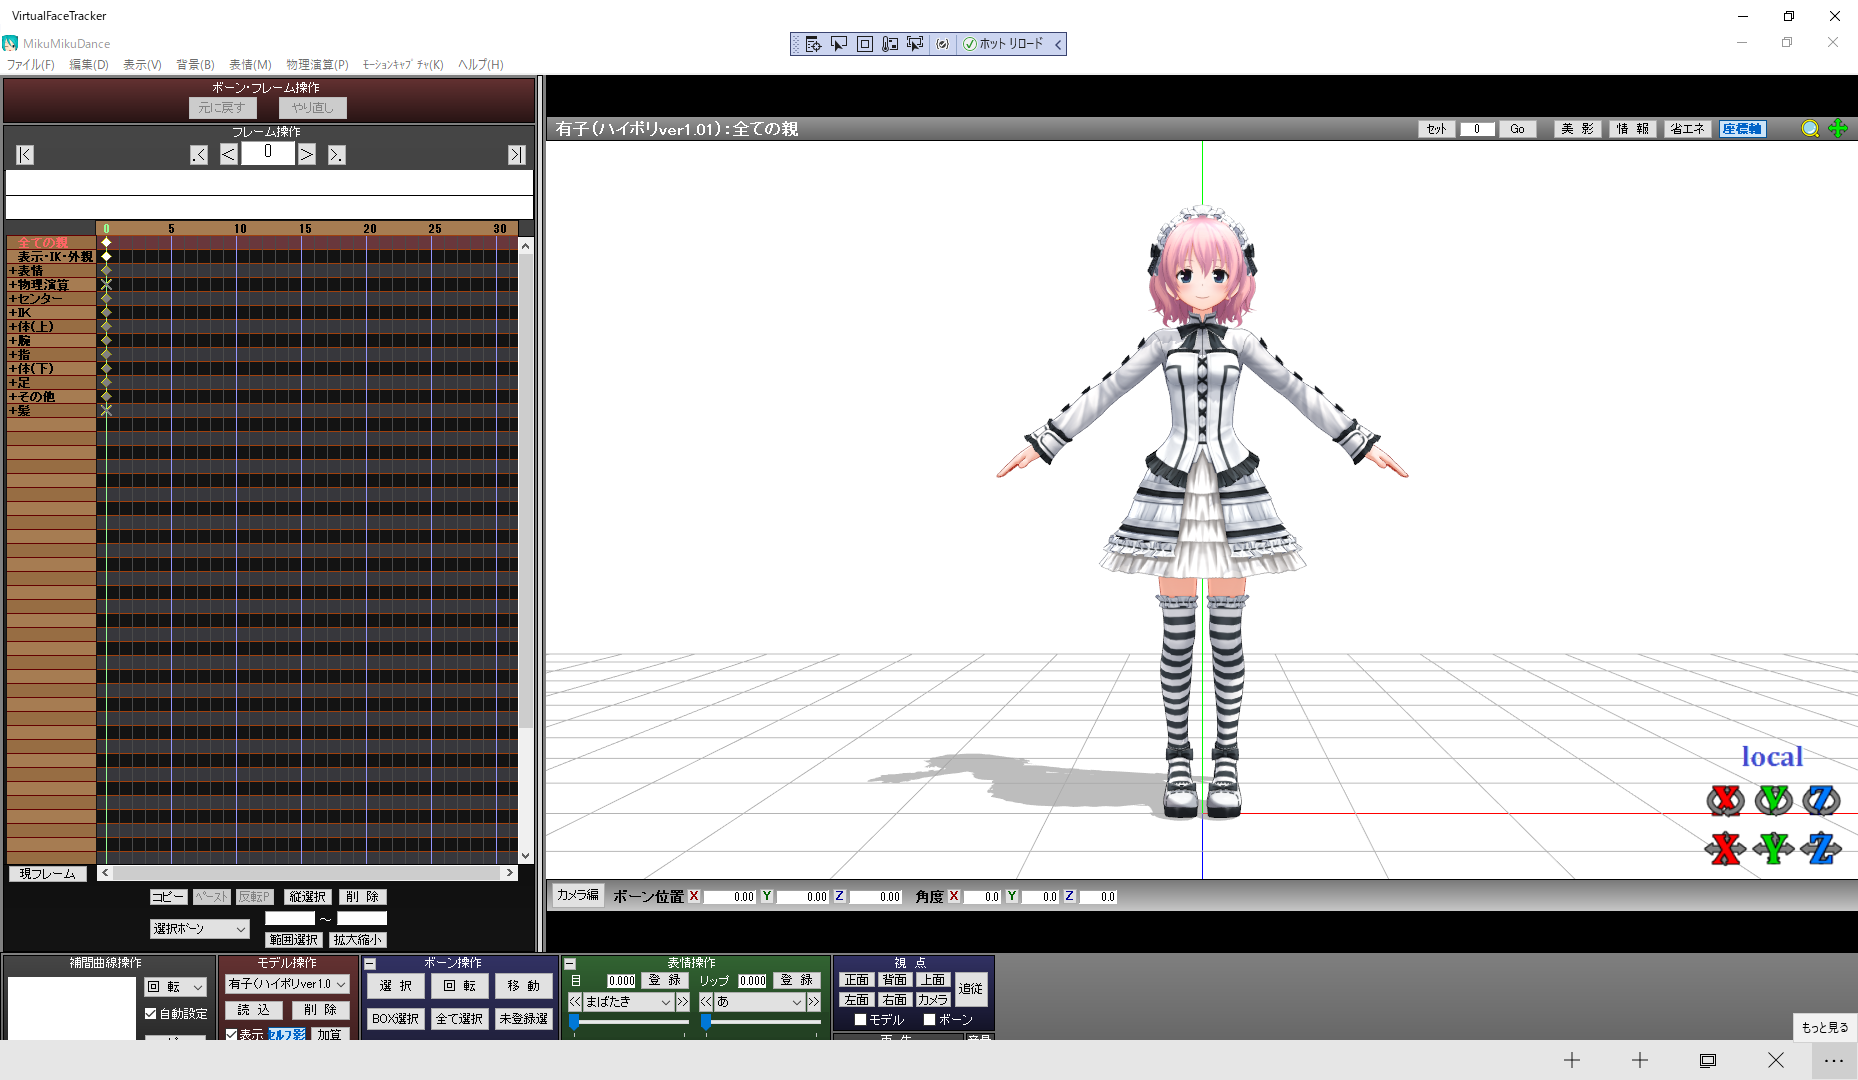 VirtualFaceTracker
MikuMikuDance
ホット リロード
ファイル(F) 編集(D) 表示(V) 背景(B) 表情(M) 物理演算(P) ﾓｰｼｮﾝｷｬﾌﾟﾁｬ(K) ヘルプ(H)
ボーン・フレーム操作
元に戻す やり直し
フレーム操作
|< .< < 0 > >. >|
有子(ハイポリver1.01):全ての親
ｾｯﾄ 0 Go 美 影 情 報 省エネ 座標軸
0 5 10 15 20 25 30
全ての親
表示・IK・外親
+表情
+物理演算
+センター
+IK
+体(上)
+腕
+指
+体(下)
+足
+その他
+髪
local
X Y Z
X Y Z
現フレーム
コピー ﾍﾟｰｽﾄ 反転P 縦選択 削 除
選択ﾎﾞｰﾝ ～
範囲選択 拡大縮小
カメラ編 ボーン位置 X 0.00 Y 0.00 Z 0.00 角度 X 0.0 Y 0.0 Z 0.0
補間曲線操作
回 転
自動設定
モデル操作
有子(ハイポリver1.0
読 込 削 除
表示 ｾﾙﾌ影 加算
ボーン操作
選 択 回 転 移 動
BOX選択 全て選択 未登録選
表情操作
目 0.000 登 録 リップ 0.000 登 録
<< まばたき >> << あ >>
視 点
正面 背面 上面 追従
左面 右面 カメラ
モデル ボーン
もっと見る